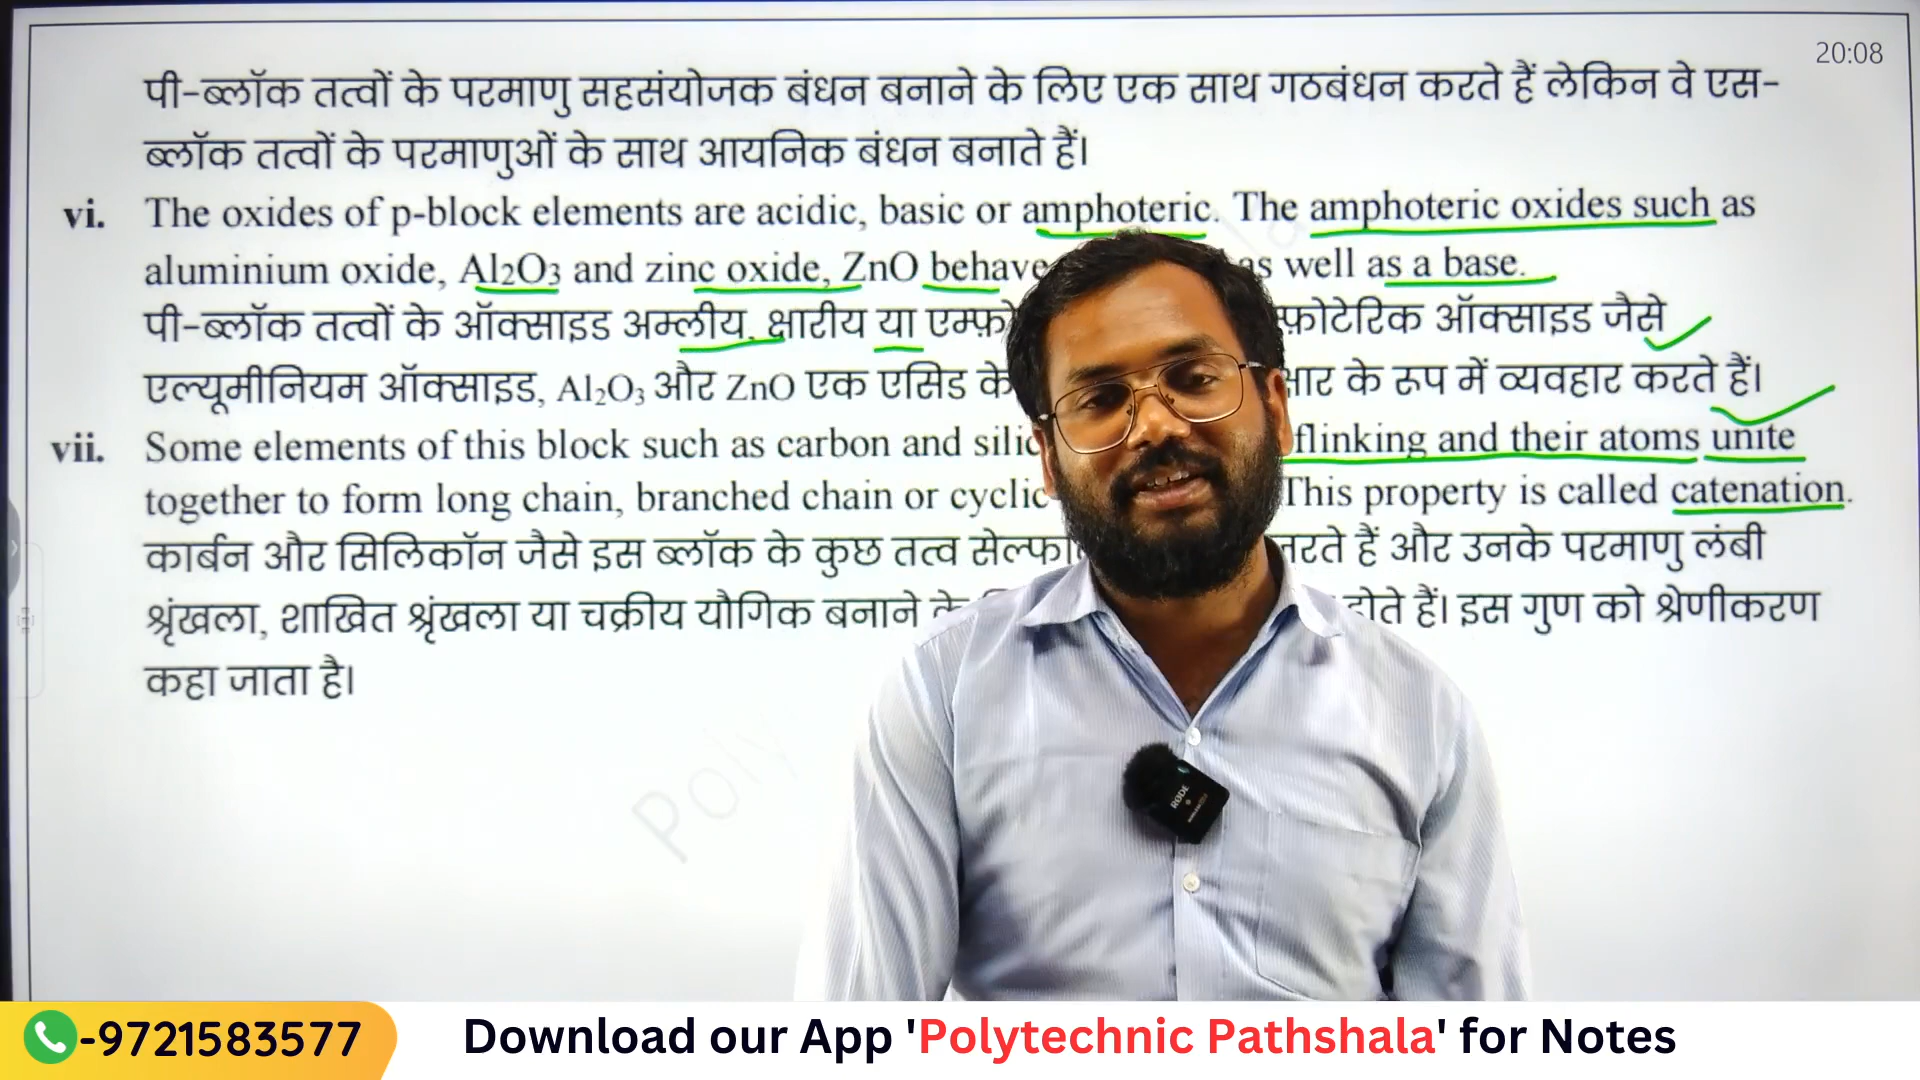 20:08
पी-ब्लॉक तत्वों के परमाणु सहसंयोजक बंधन बनाने के लिए एक साथ गठबंधन करते हैं लेकिन वे एस-
ब्लॉक तत्वों के परमाणुओं के साथ आयनिक बंधन बनाते हैं।
vi. The oxides of p-block elements are acidic, basic or amphoteric. The amphoteric oxides such as
aluminium oxide, Al2O3 and zinc oxide, ZnO behave as well as a base.
पी-ब्लॉक तत्वों के ऑक्साइड अम्लीय, क्षारीय या ऑक्साइड जैसे
एल्यूमीनियम ऑक्साइड, Al₂O₃ और ZnO एक एसिड के के रूप में व्यवहार करते हैं।
vii. Some elements of this block such as carbon and and their atoms unite
together to form long chain, branched chain or cyclic This property is called catenation.
कार्बन और सिलिकॉन जैसे इस ब्लॉक के कुछ तत्व हैं और उनके परमाणु लंबी
श्रृंखला, शाखित श्रृंखला या चक्रीय यौगिक बनाने के होते हैं। इस गुण को श्रेणीकरण
कहा जाता है।
Poly
RØDE
-9721583577 Download our App 'Polytechnic Pathshala' for Notes